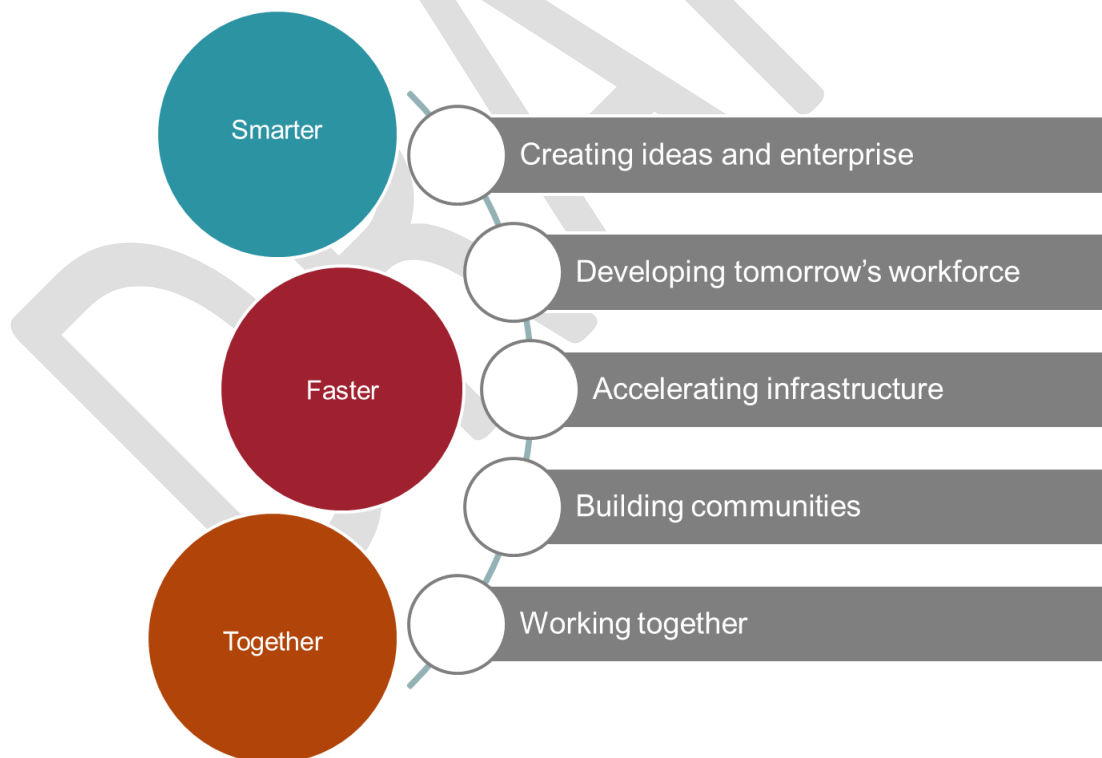 Smarter
Creating ideas and enterprise
Developing tomorrow’s workforce
Faster
Accelerating infrastructure
Building communities
Together
Working together